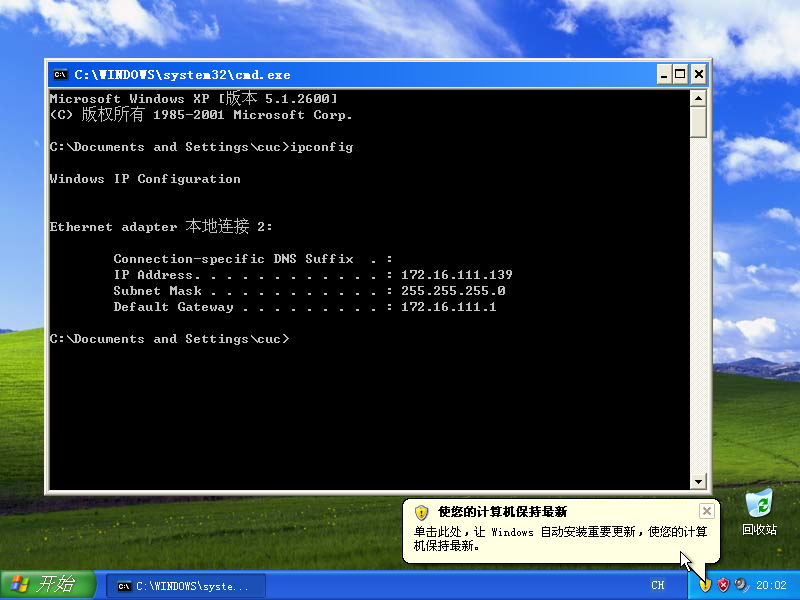 C:\WINDOWS\system32\cmd.exe
Microsoft Windows XP [版本 5.1.2600]
(C) 版权所有 1985-2001 Microsoft Corp.
C:\Documents and Settings\cuc>ipconfig
Windows IP Configuration
Ethernet adapter 本地连接 2:
Connection-specific DNS Suffix  . :
IP Address. . . . . . . . . . . . : 172.16.111.139
Subnet Mask . . . . . . . . . . . : 255.255.255.0
Default Gateway . . . . . . . . . : 172.16.111.1
C:\Documents and Settings\cuc>
使您的计算机保持最新
单击此处，让 Windows 自动安装重要更新，使您的计算
机保持最新。
回收站
开始
C:\WINDOWS\syste...
CH
20:02